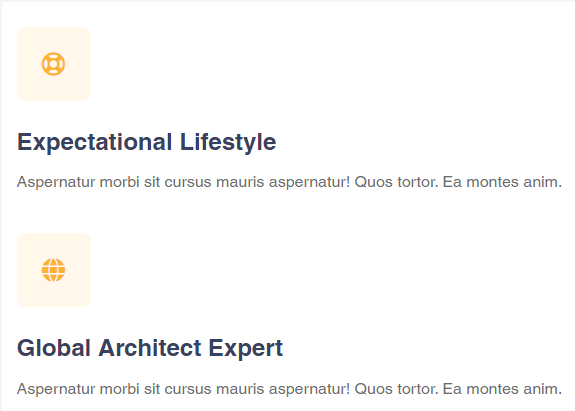 Expectational Lifestyle
Aspernatur morbi sit cursus mauris aspernatur! Quos tortor. Ea montes anim.
Global Architect Expert
Aspernatur morbi sit cursus mauris aspernatur! Quos tortor. Ea montes anim.